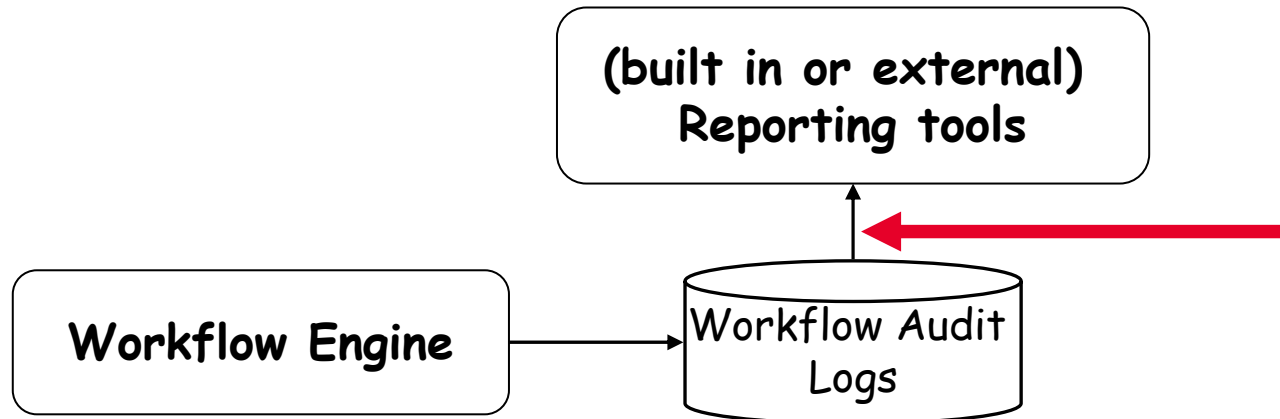 (built in or external)
Reporting tools
Workflow Engine
Workflow Audit
Logs